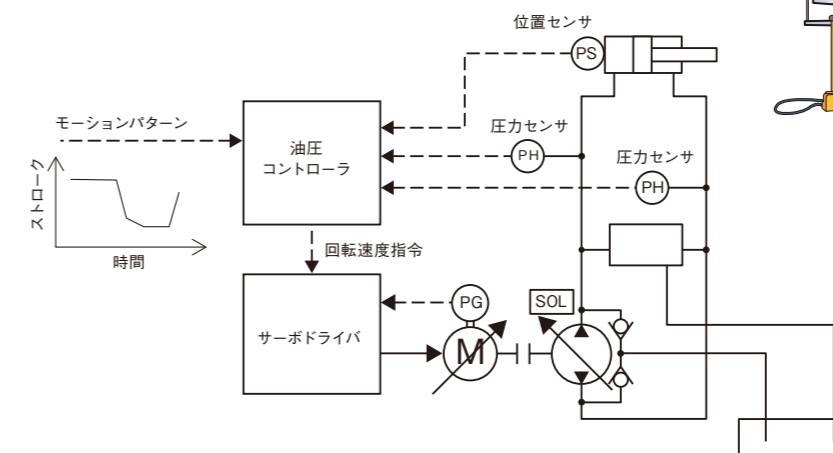 位置センサ
PS
モーションパターン
油圧
コントローラ
圧力センサ
PH
圧力センサ
PH
ストローク
時間
回転速度指令
PG
SOL
サーボドライバ
M